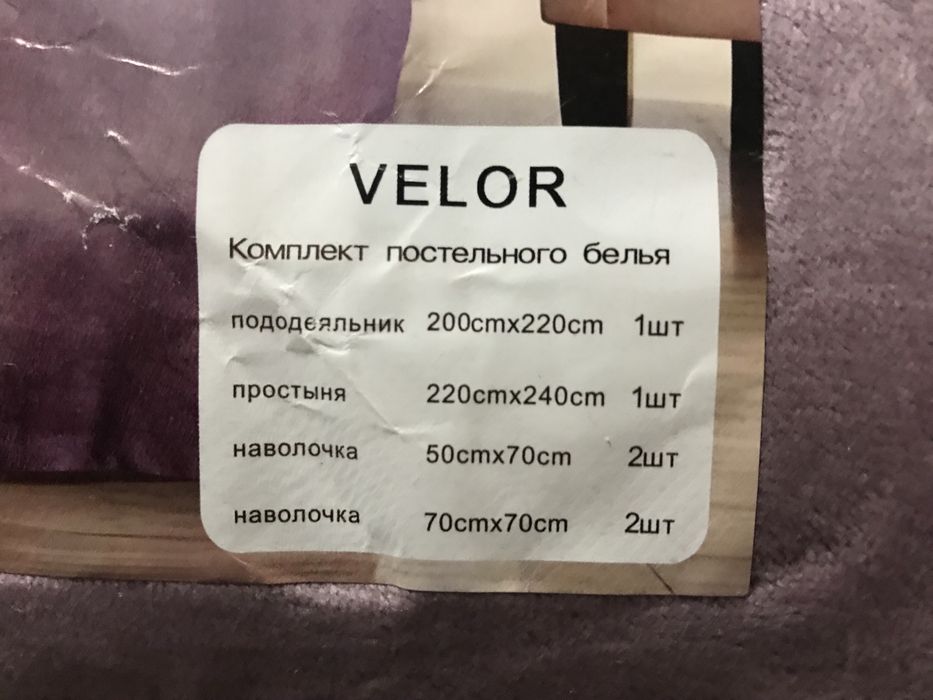 VELOR
Комплект постельного белья
пододеяльник 200cmx220cm 1шт
простыня 220cmx240cm 1шт
наволочка 50cmx70cm 2шт
наволочка 70cmx70cm 2шт